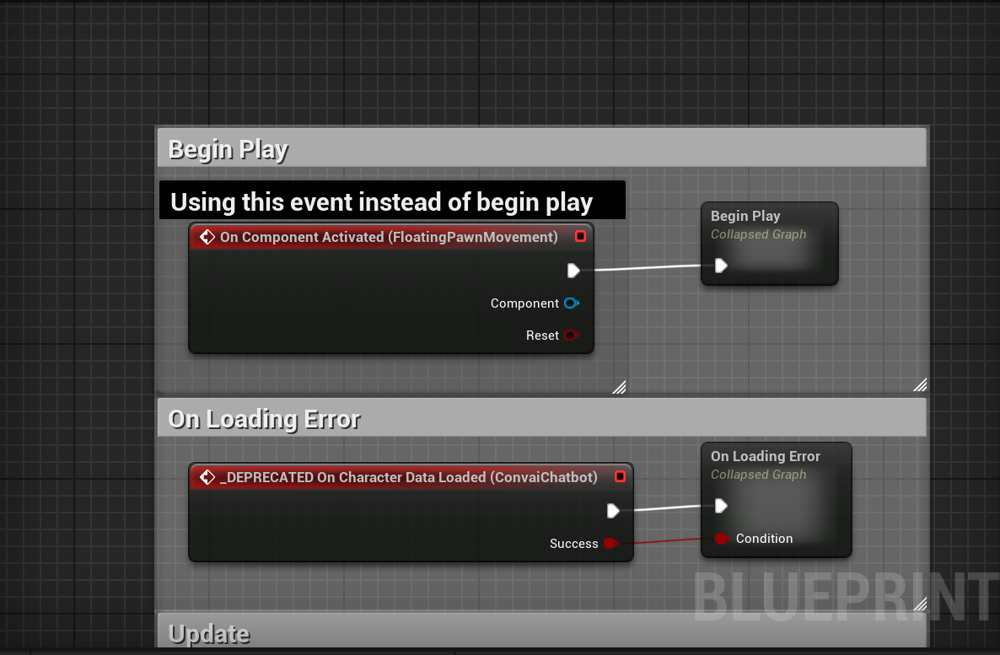 Begin Play
Using this event instead of begin play
On Component Activated (FloatingPawnMovement)
Component
Reset
Begin Play
Collapsed Graph
On Loading Error
_DEPRECATED On Character Data Loaded (ConvaiChatbot)
Success
On Loading Error
Collapsed Graph
Condition
BLUEPRINT
Update